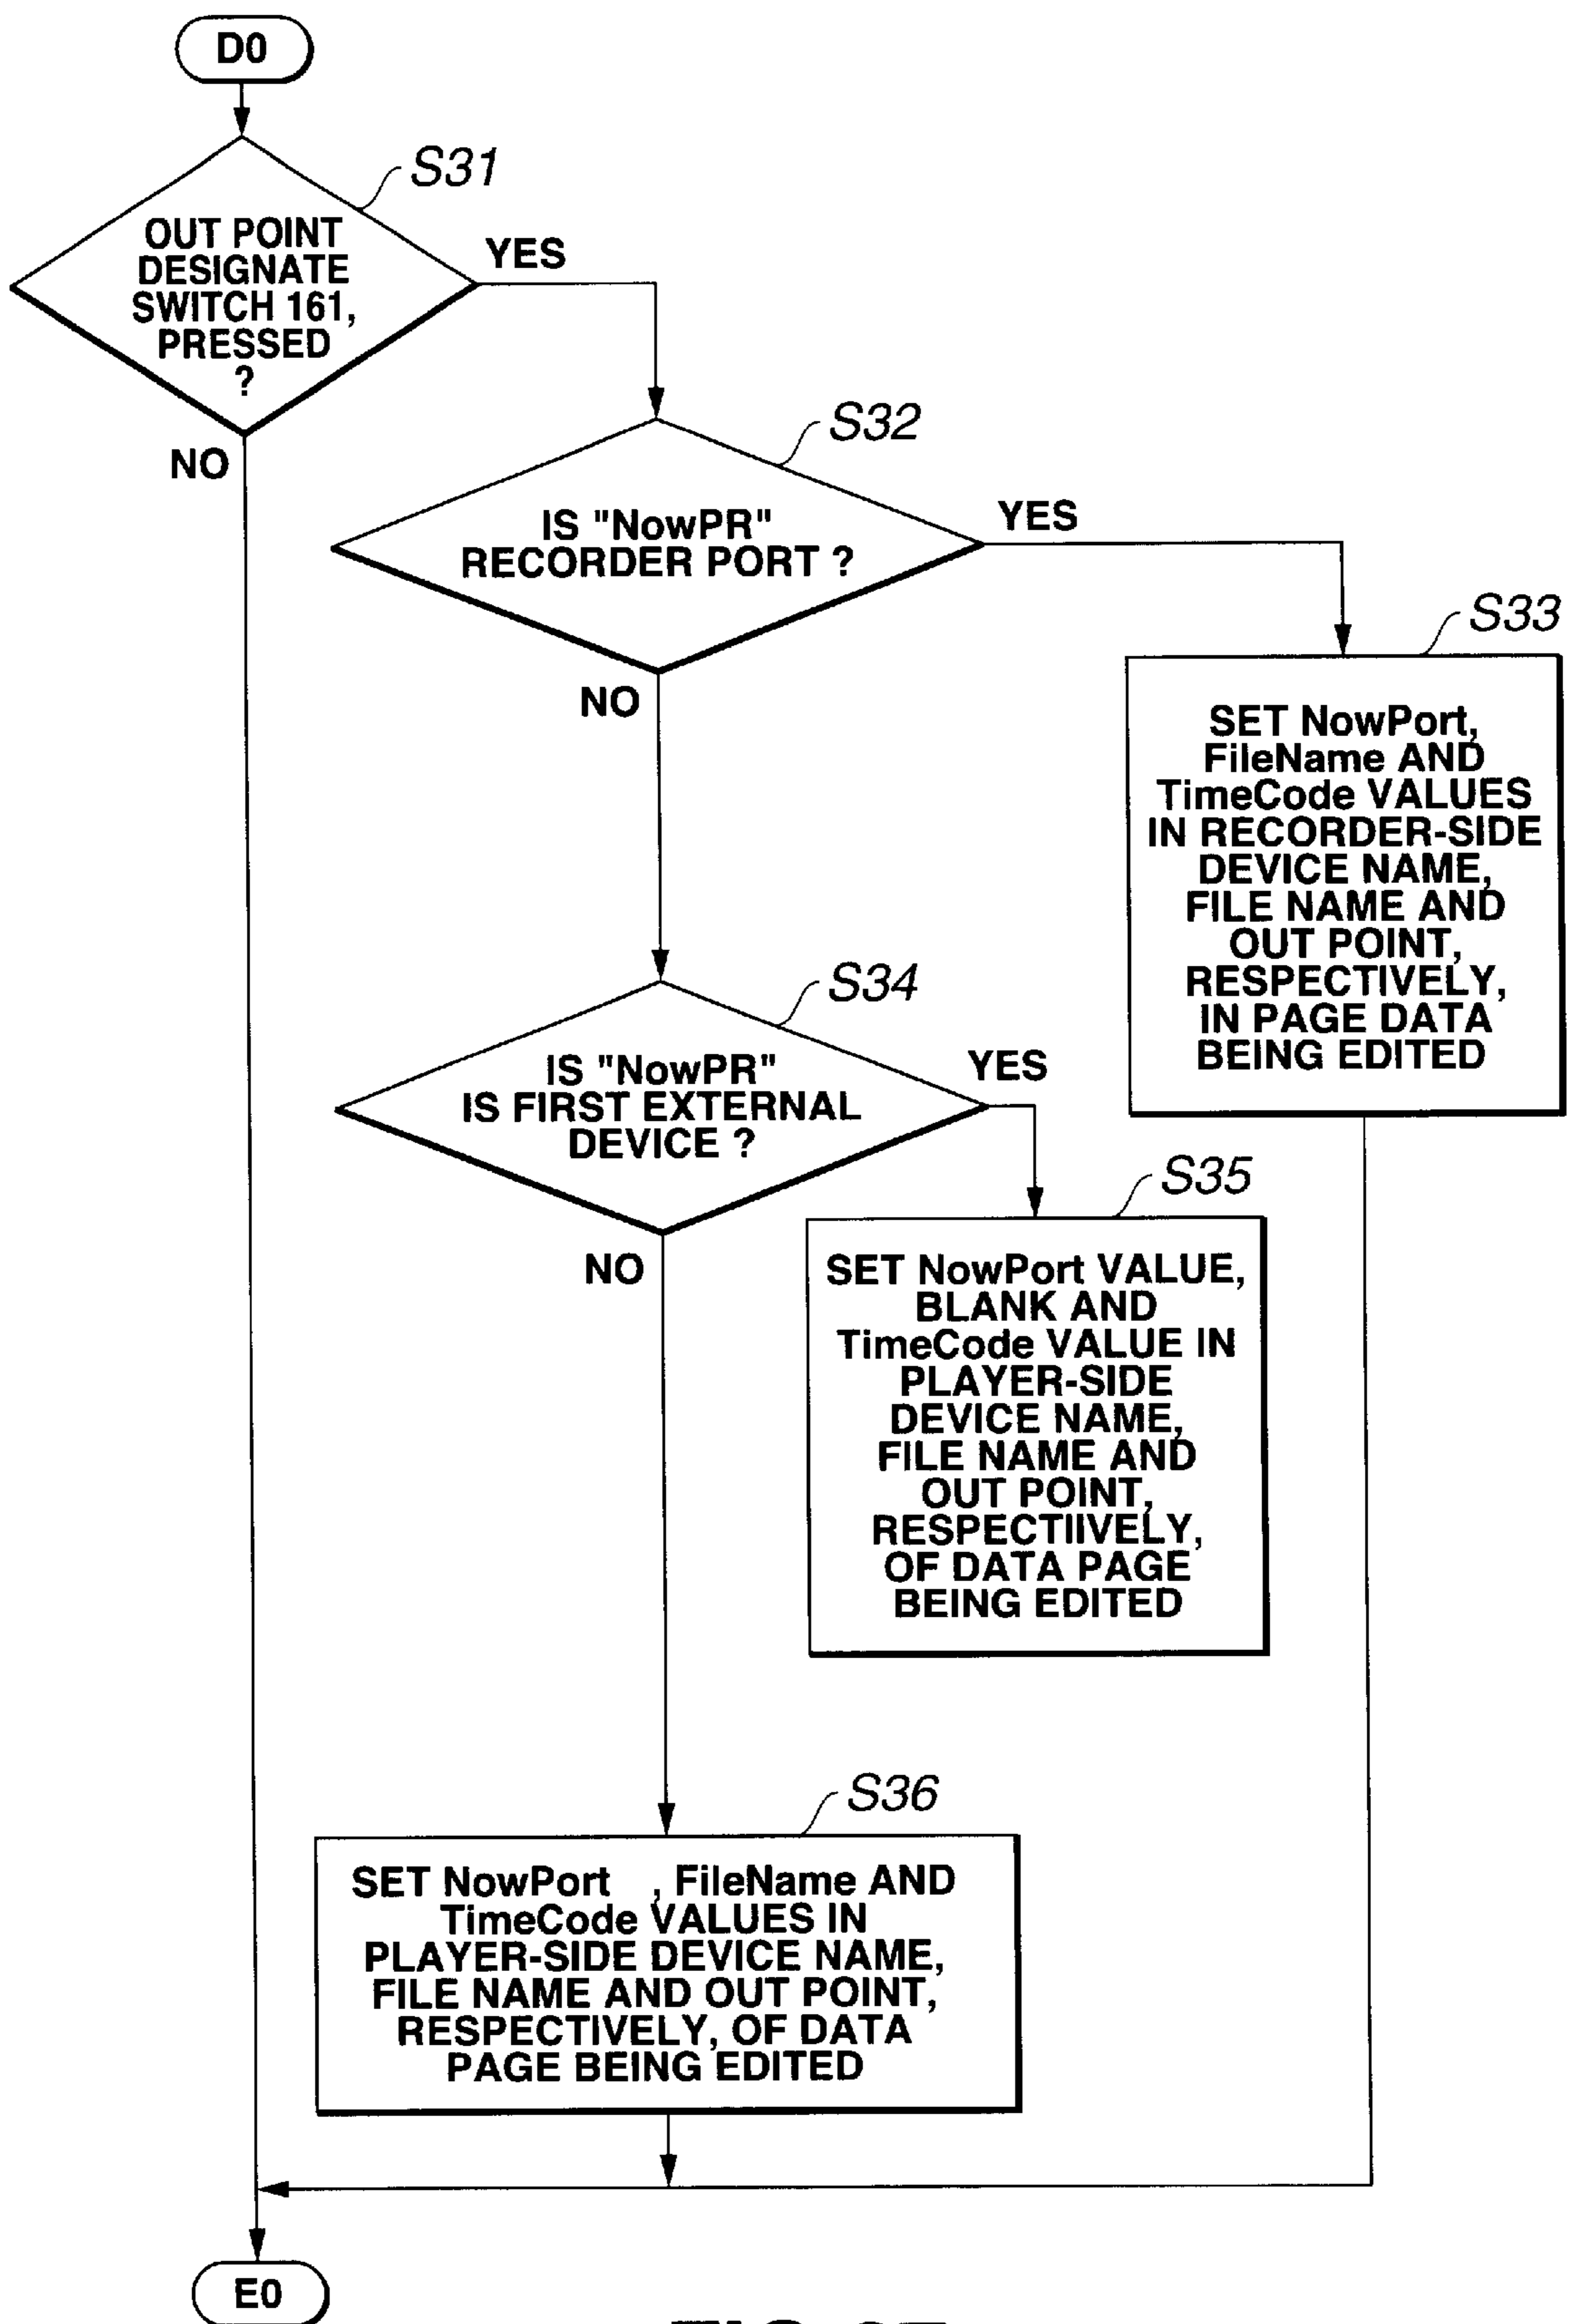 D0
S31
OUT POINT
DESIGNATE
SWITCH 161,
PRESSED
?
YES
NO
S32
IS "NowPR"
RECORDER PORT ?
YES
NO
S33
SET NowPort,
FileName AND
TimeCode VALUES
IN RECORDER-SIDE
DEVICE NAME,
FILE NAME AND
OUT POINT,
RESPECTIVELY,
IN PAGE DATA
BEING EDITED
S34
IS "NowPR"
IS FIRST EXTERNAL
DEVICE ?
YES
NO
S35
SET NowPort VALUE,
BLANK AND
TimeCode VALUE IN
PLAYER-SIDE
DEVICE NAME,
FILE NAME AND
OUT POINT,
RESPECTIIVELY,
OF DATA PAGE
BEING EDITED
S36
SET NowPort , FileName AND
TimeCode VALUES IN
PLAYER-SIDE DEVICE NAME,
FILE NAME AND OUT POINT,
RESPECTIVELY, OF DATA
PAGE BEING EDITED
E0